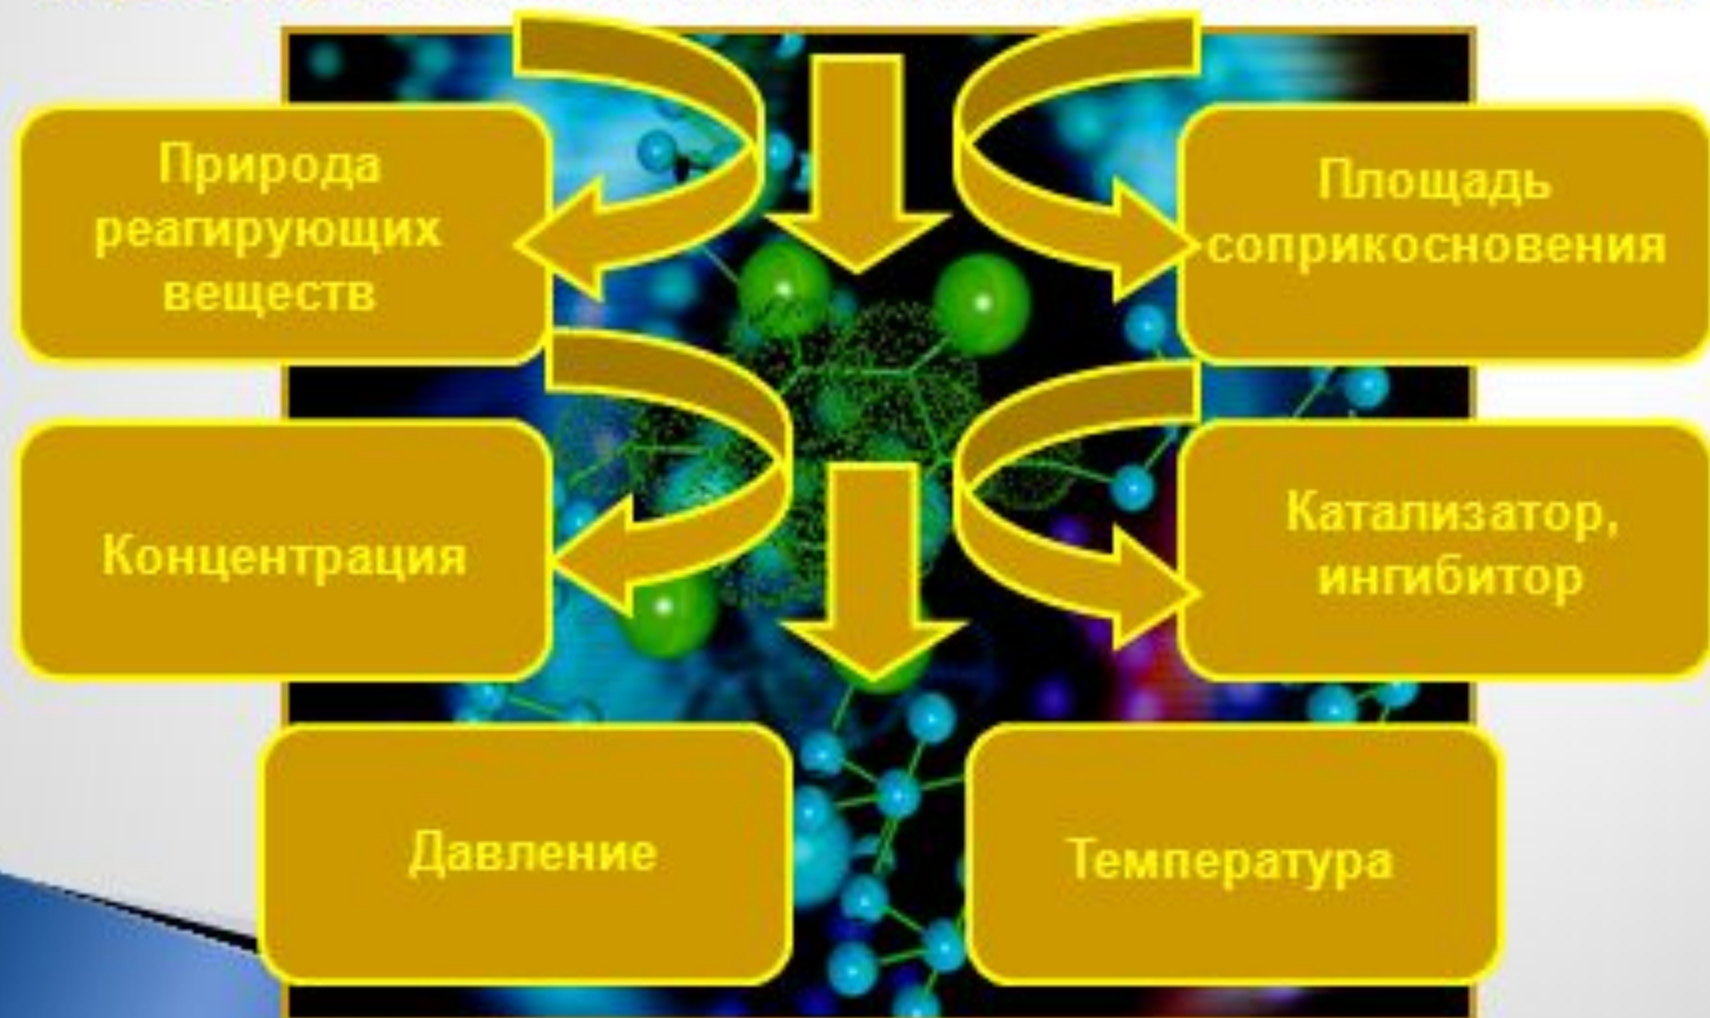 Природа
реагирующих
веществ
Площадь
соприкосновения
Концентрация
Катализатор,
ингибитор
Давление
Температура